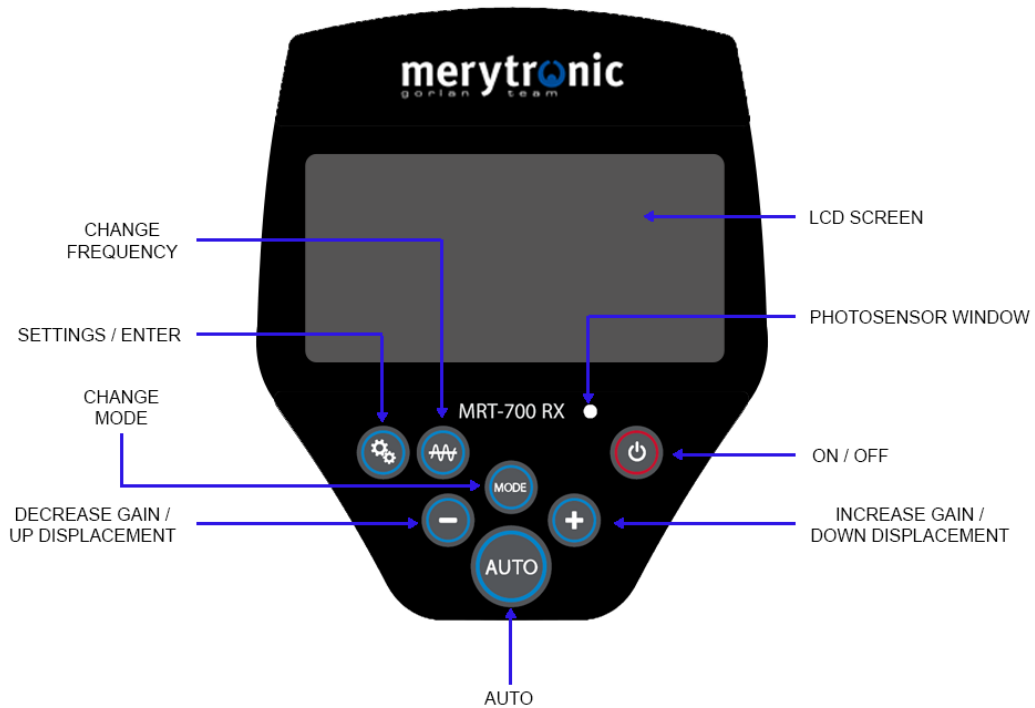 merytronic
gorlan team
LCD SCREEN
CHANGE
FREQUENCY
PHOTOSENSOR WINDOW
SETTINGS / ENTER
CHANGE
MODE
MRT-700 RX
ON / OFF
MODE
DECREASE GAIN /
UP DISPLACEMENT
INCREASE GAIN /
DOWN DISPLACEMENT
AUTO
AUTO